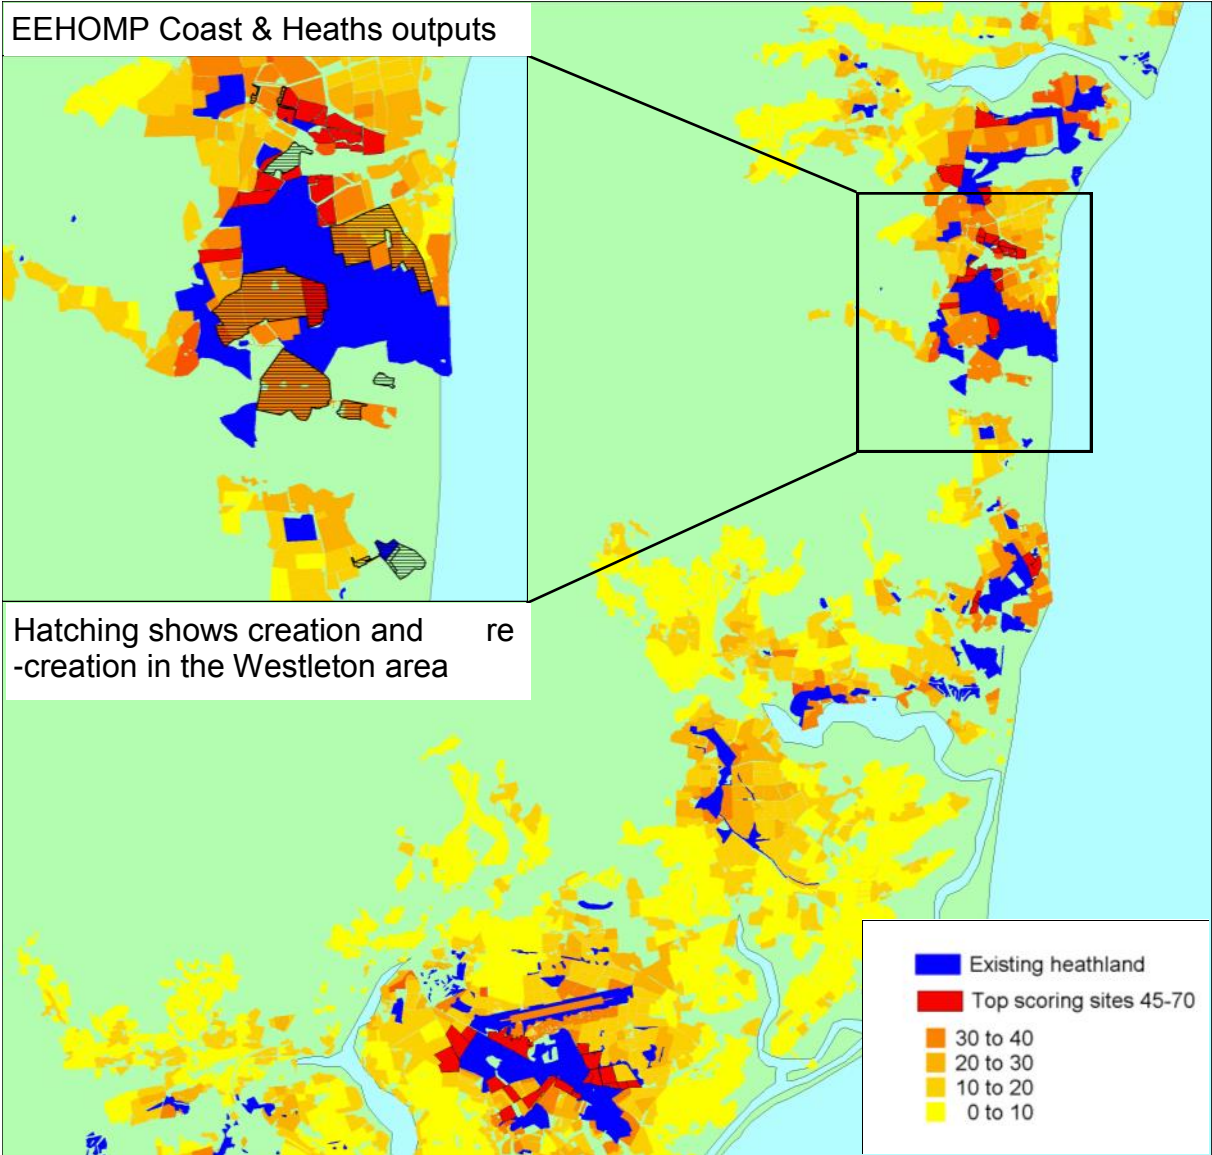 EEHOMP Coast & Heaths outputs
Hatching shows creation and re
-creation in the Westleton area
Existing heathland
Top scoring sites 45-70
30 to 40
20 to 30
10 to 20
0 to 10